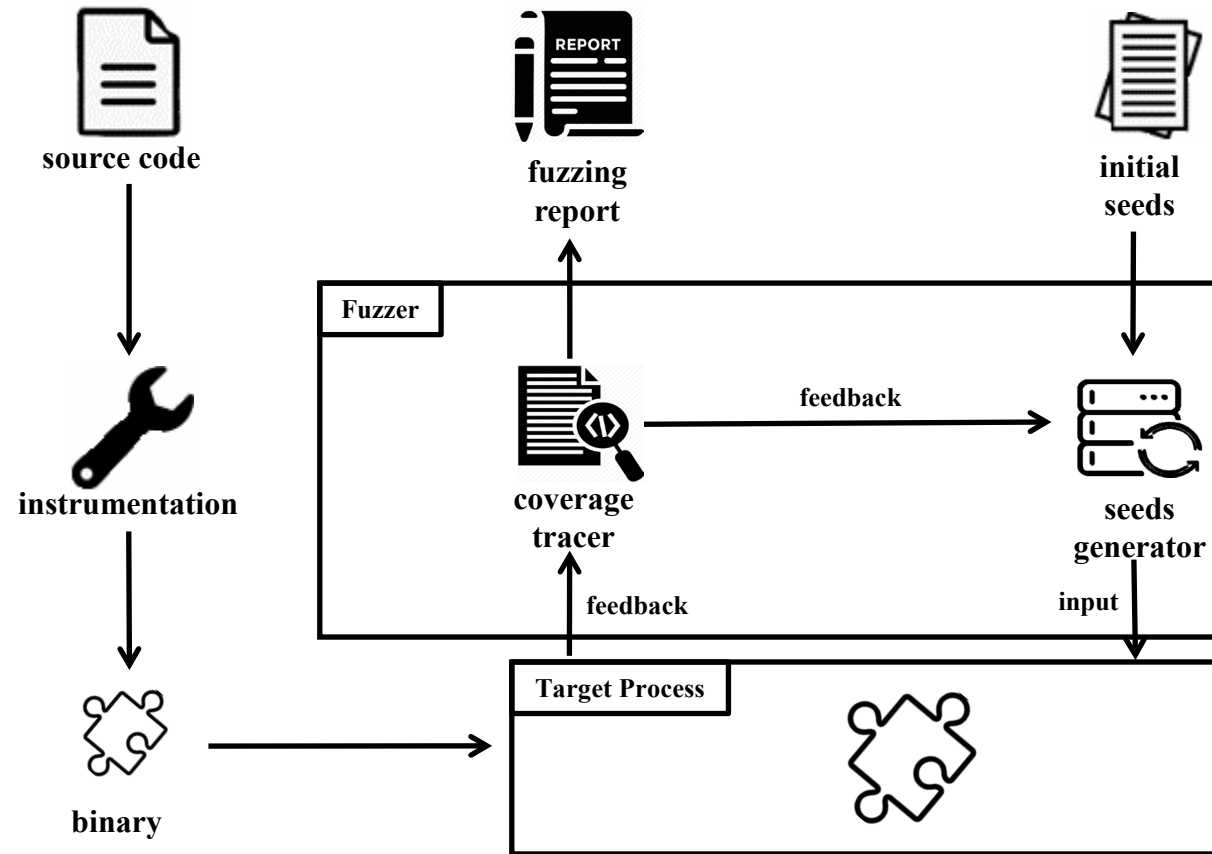 REPORT
source code
fuzzing
report
initial
seeds
Fuzzer
feedback
instrumentation
coverage
tracer
seeds
generator
feedback
input
Target Process
binary